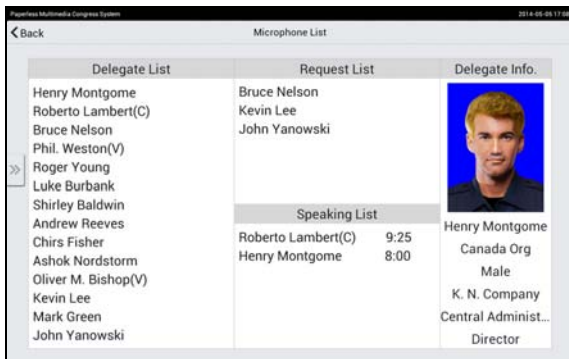 Paperless Multimedia Congress System
2014-05-05 17:08
Back
Microphone List
Delegate List
Henry Montgome
Roberto Lambert(C)
Bruce Nelson
Phil. Weston(V)
Roger Young
Luke Burbank
Shirley Baldwin
Andrew Reeves
Chirs Fisher
Ashok Nordstorm
Oliver M. Bishop(V)
Kevin Lee
Mark Green
John Yanowski
Request List
Bruce Nelson
Kevin Lee
John Yanowski
Speaking List
Roberto Lambert(C) 9:25
Henry Montgome 8:00
Delegate Info.
Henry Montgome
Canada Org
Male
K. N. Company
Central Administ...
Director